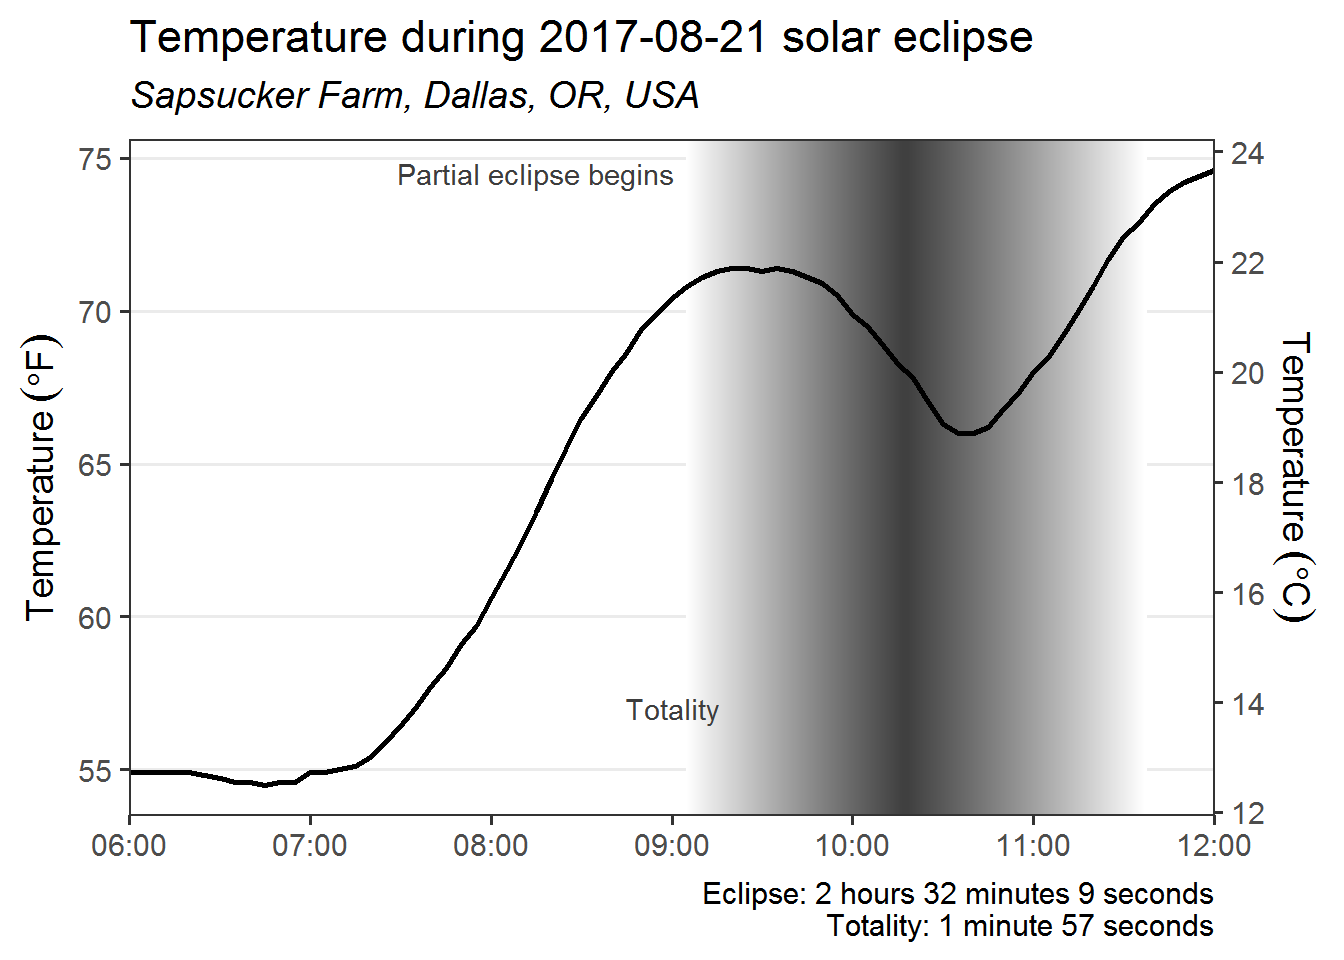 Temperature during 2017-08-21 solar eclipse
Sapsucker Farm, Dallas, OR, USA
Partial eclipse begins
Totality
Temperature (°F)
75
70
65
60
55
24
22
20
18
16
14
12
Temperature (°C)
06:00 07:00 08:00 09:00 10:00 11:00 12:00
Eclipse: 2 hours 32 minutes 9 seconds
Totality: 1 minute 57 seconds